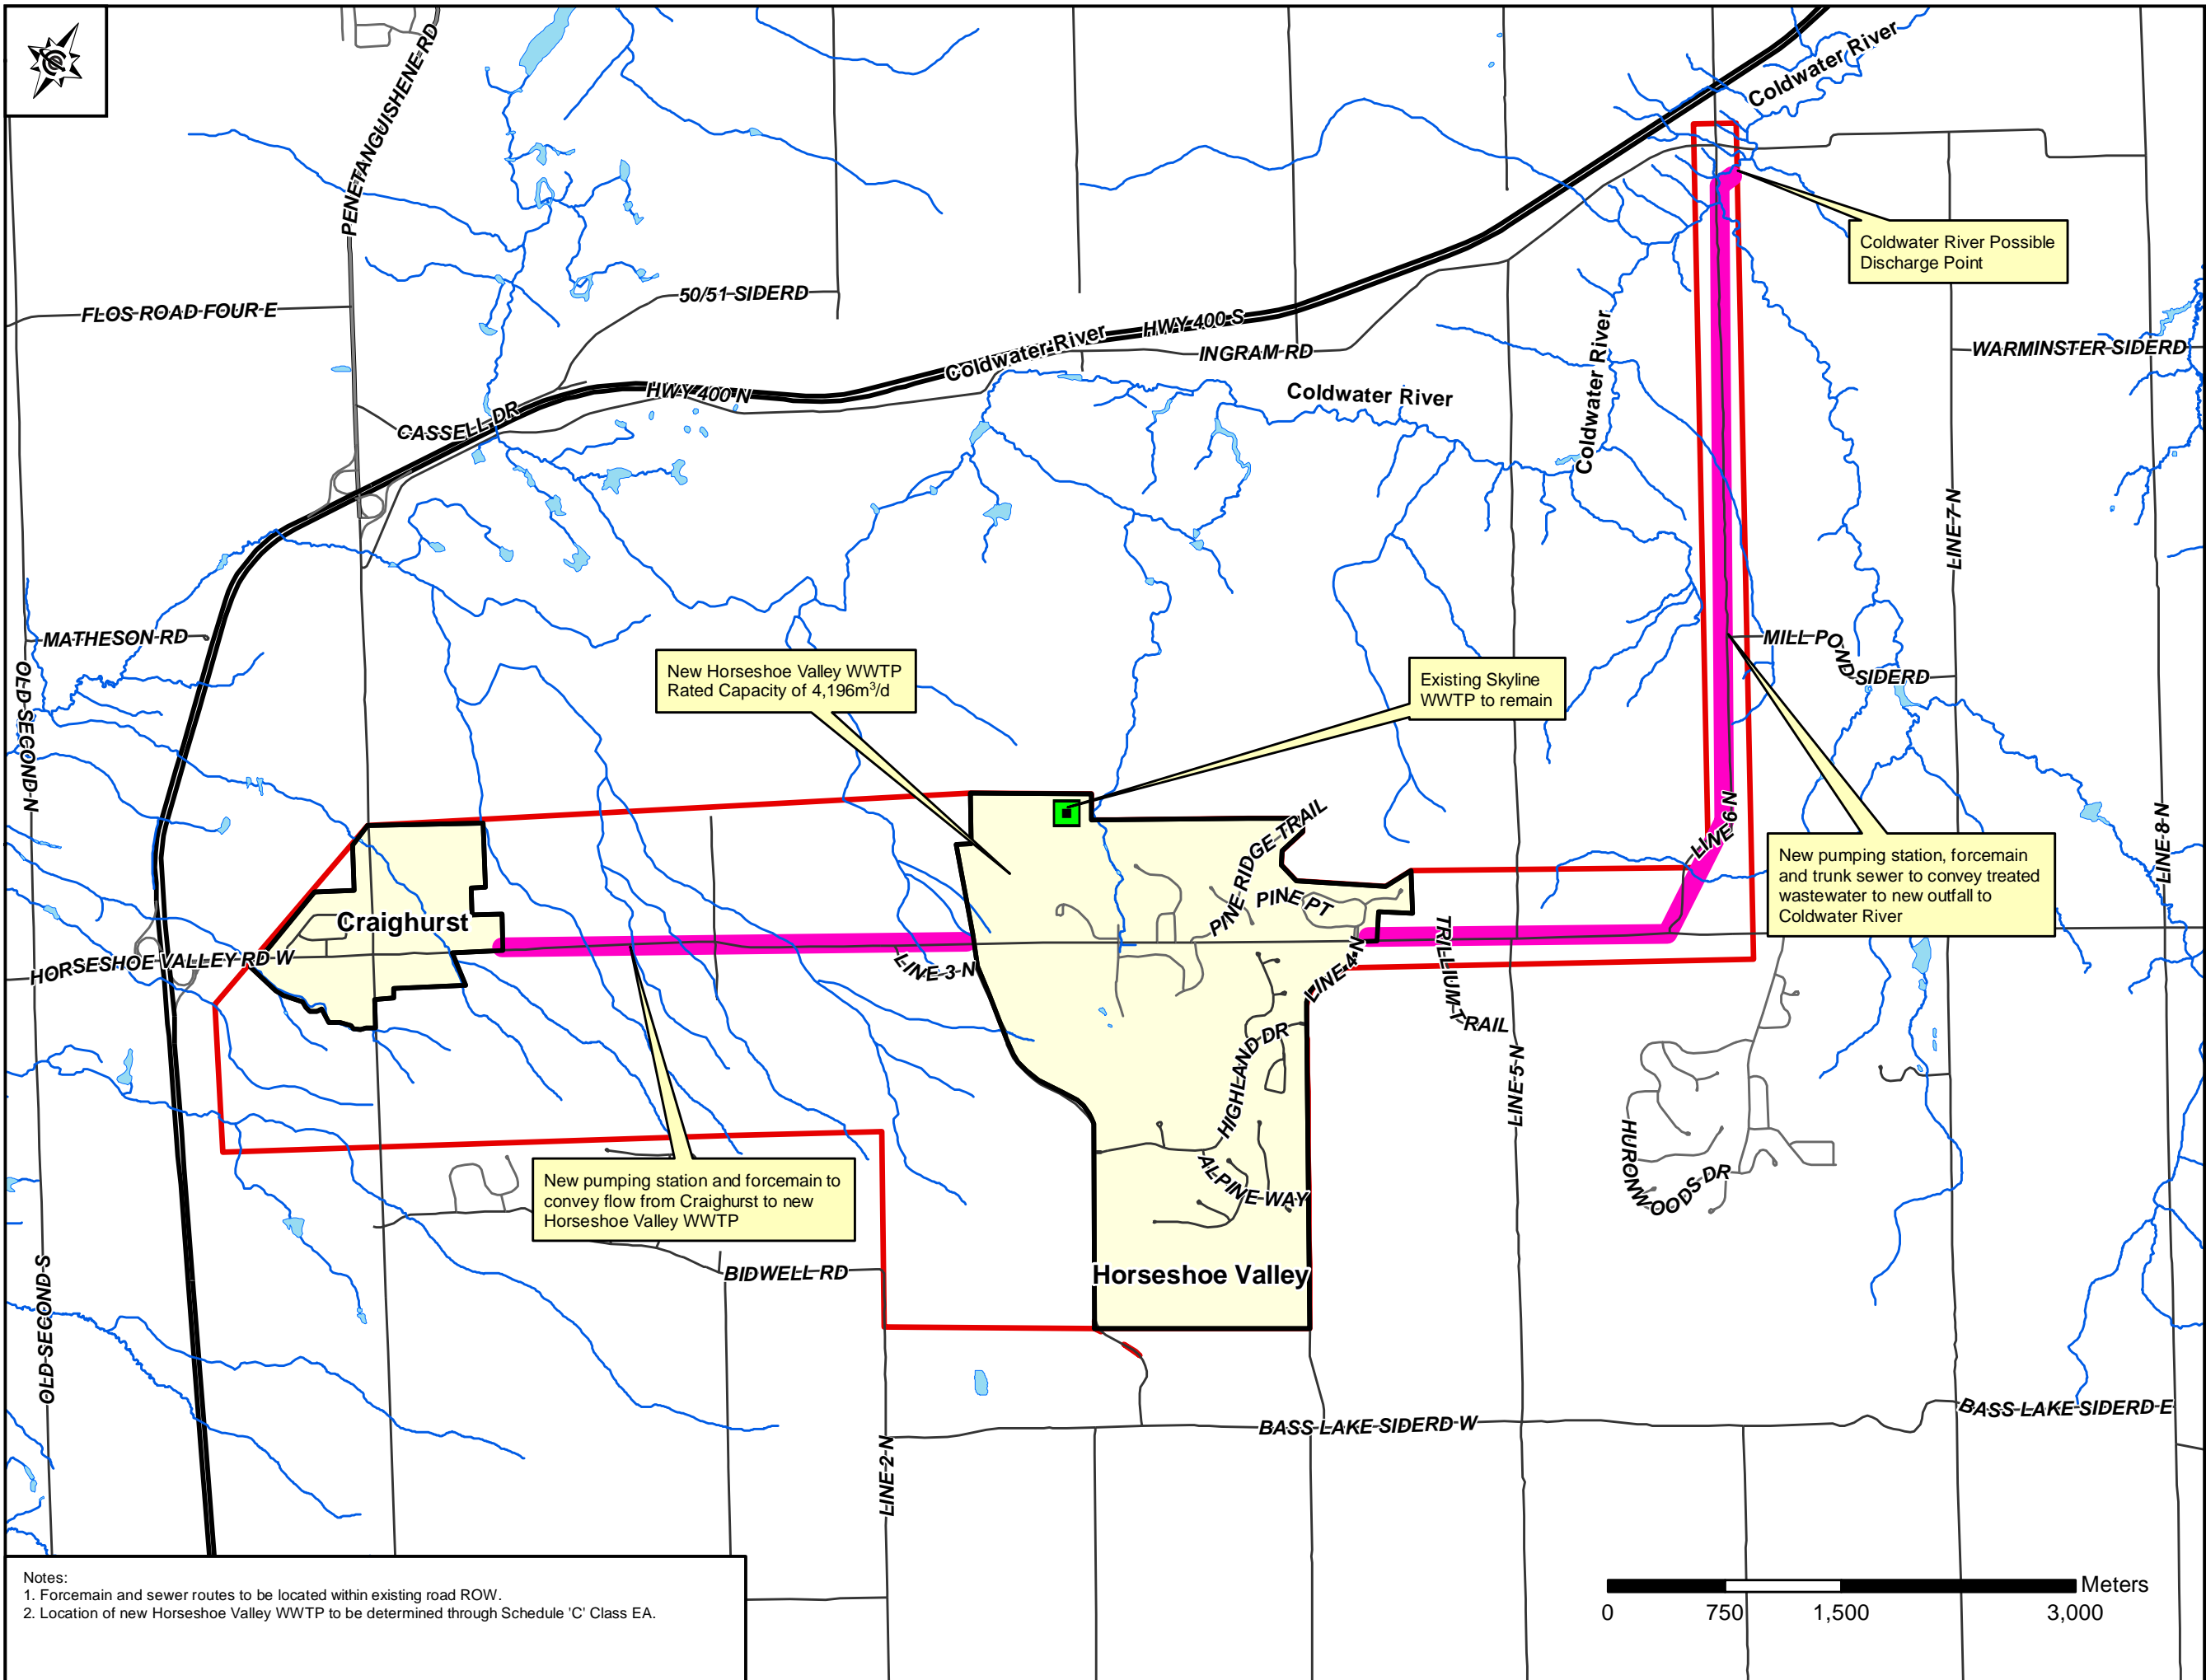 PENETANGUISHENE RD
Coldwater River
Coldwater River Possible
Discharge Point
50/51 SIDERD
FLOS ROAD FOUR E
Coldwater River
HWY 400 S
INGRAM RD
WARMINSTER SIDERD
Coldwater River
HWY 400 N
Coldwater River
CASSELL DR
LINE 7 N
MATHESON RD
MILL POND SIDERD
OLD SECOND N
New Horseshoe Valley WWTP
Rated Capacity of 4,196m³/d
Existing Skyline
WWTP to remain
LINE 6 N
LINE 8 N
New pumping station, forcemain
and trunk sewer to convey treated
wastewater to new outfall to
Coldwater River
PINE RIDGE TRAIL
PINE PT
Craighurst
HORSESHOE VALLEY RD W
LINE 3 N
LINE 4 N
TRILLIUM TRAIL
HIGHLAND DR
LINE 5 N
HURONWOODS DR
ALPINE WAY
New pumping station and forcemain to
convey flow from Craighurst to new
Horseshoe Valley WWTP
BIDWELL RD
Horseshoe Valley
OLD SECOND S
BASS LAKE SIDERD W
BASS LAKE SIDERD E
LINE 2 N
Notes:
1. Forcemain and sewer routes to be located within existing road ROW.
2. Location of new Horseshoe Valley WWTP to be determined through Schedule 'C' Class EA.
Meters
0 750 1,500 3,000